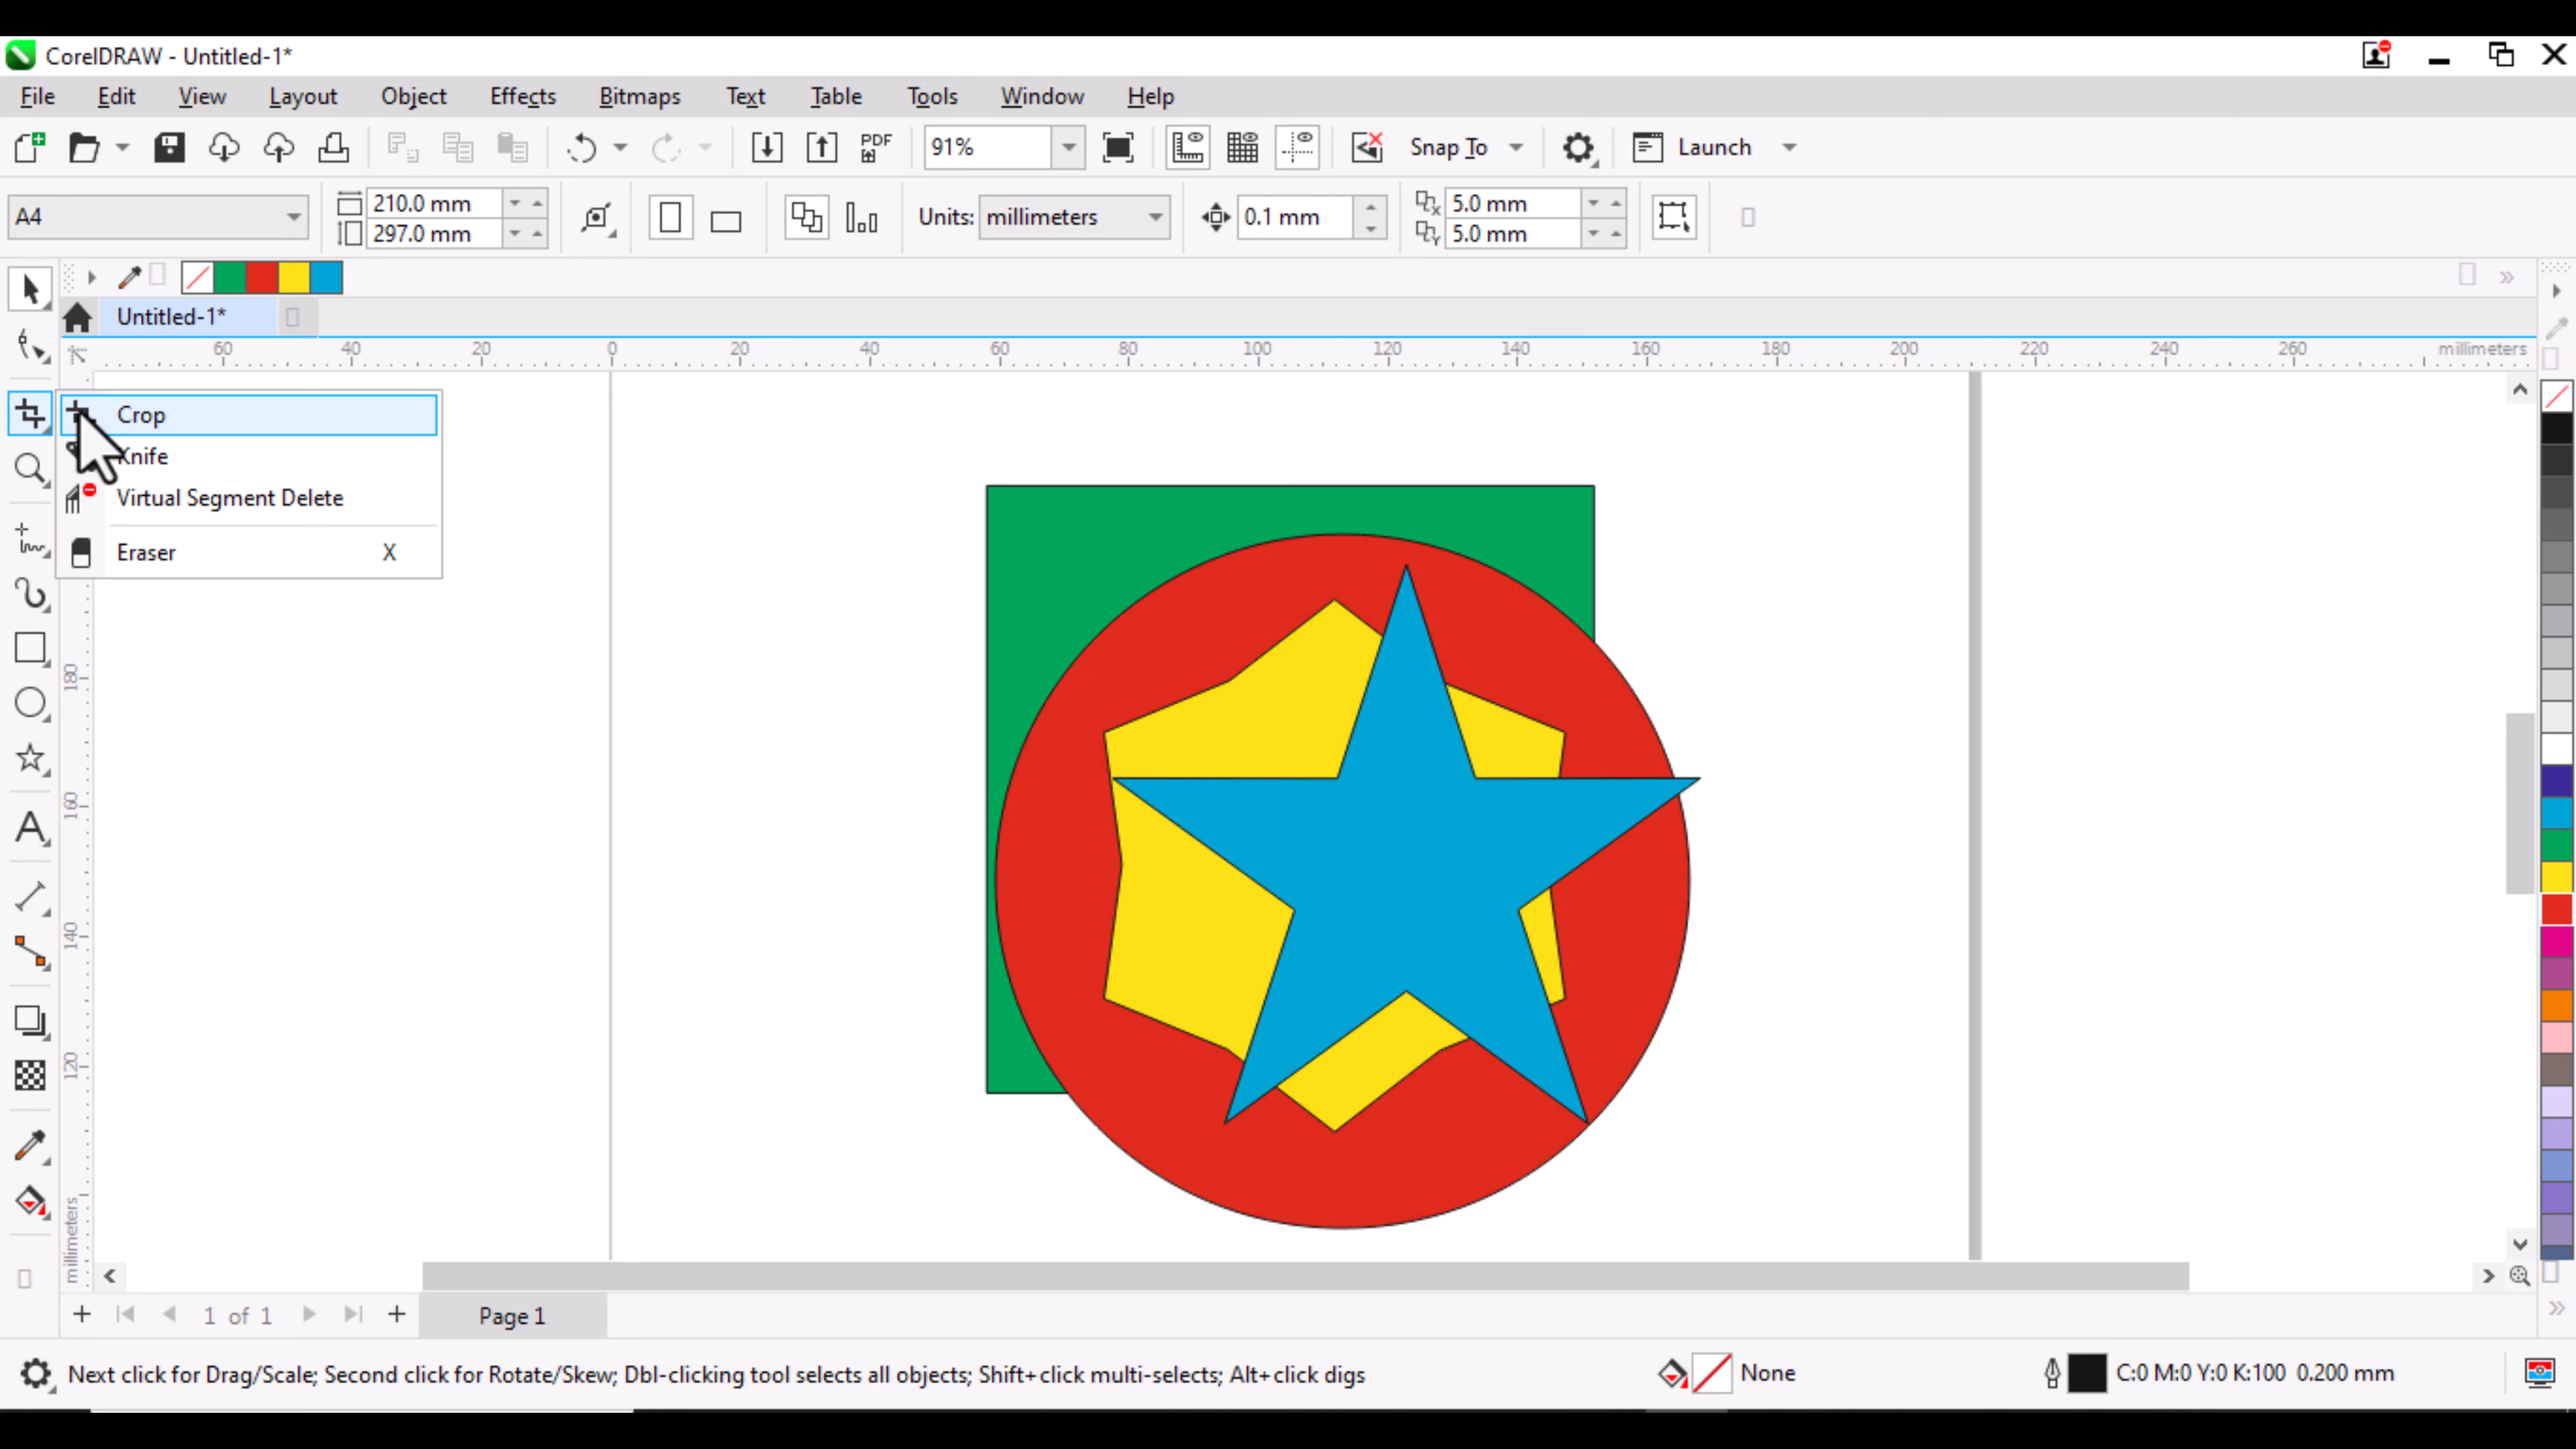 CorelDRAW - Untitled-1*
File Edit View Layout Object Effects Bitmaps Text Table Tools Window Help
PDF 91% Snap To Launch
A4 210.0 mm 297.0 mm Units: millimeters 0.1 mm 5.0 mm 5.0 mm
Untitled-1*
60 40 20 0 20 40 60 80 100 120 140 160 180 200 220 240 260 millimeters
Crop
Knife
Virtual Segment Delete
Eraser X
180
160
140
120
millimeters
1 of 1 Page 1
Next click for Drag/Scale; Second click for Rotate/Skew; Dbl-clicking tool selects all objects; Shift+click multi-selects; Alt+click digs None C:0 M:0 Y:0 K:100 0.200 mm